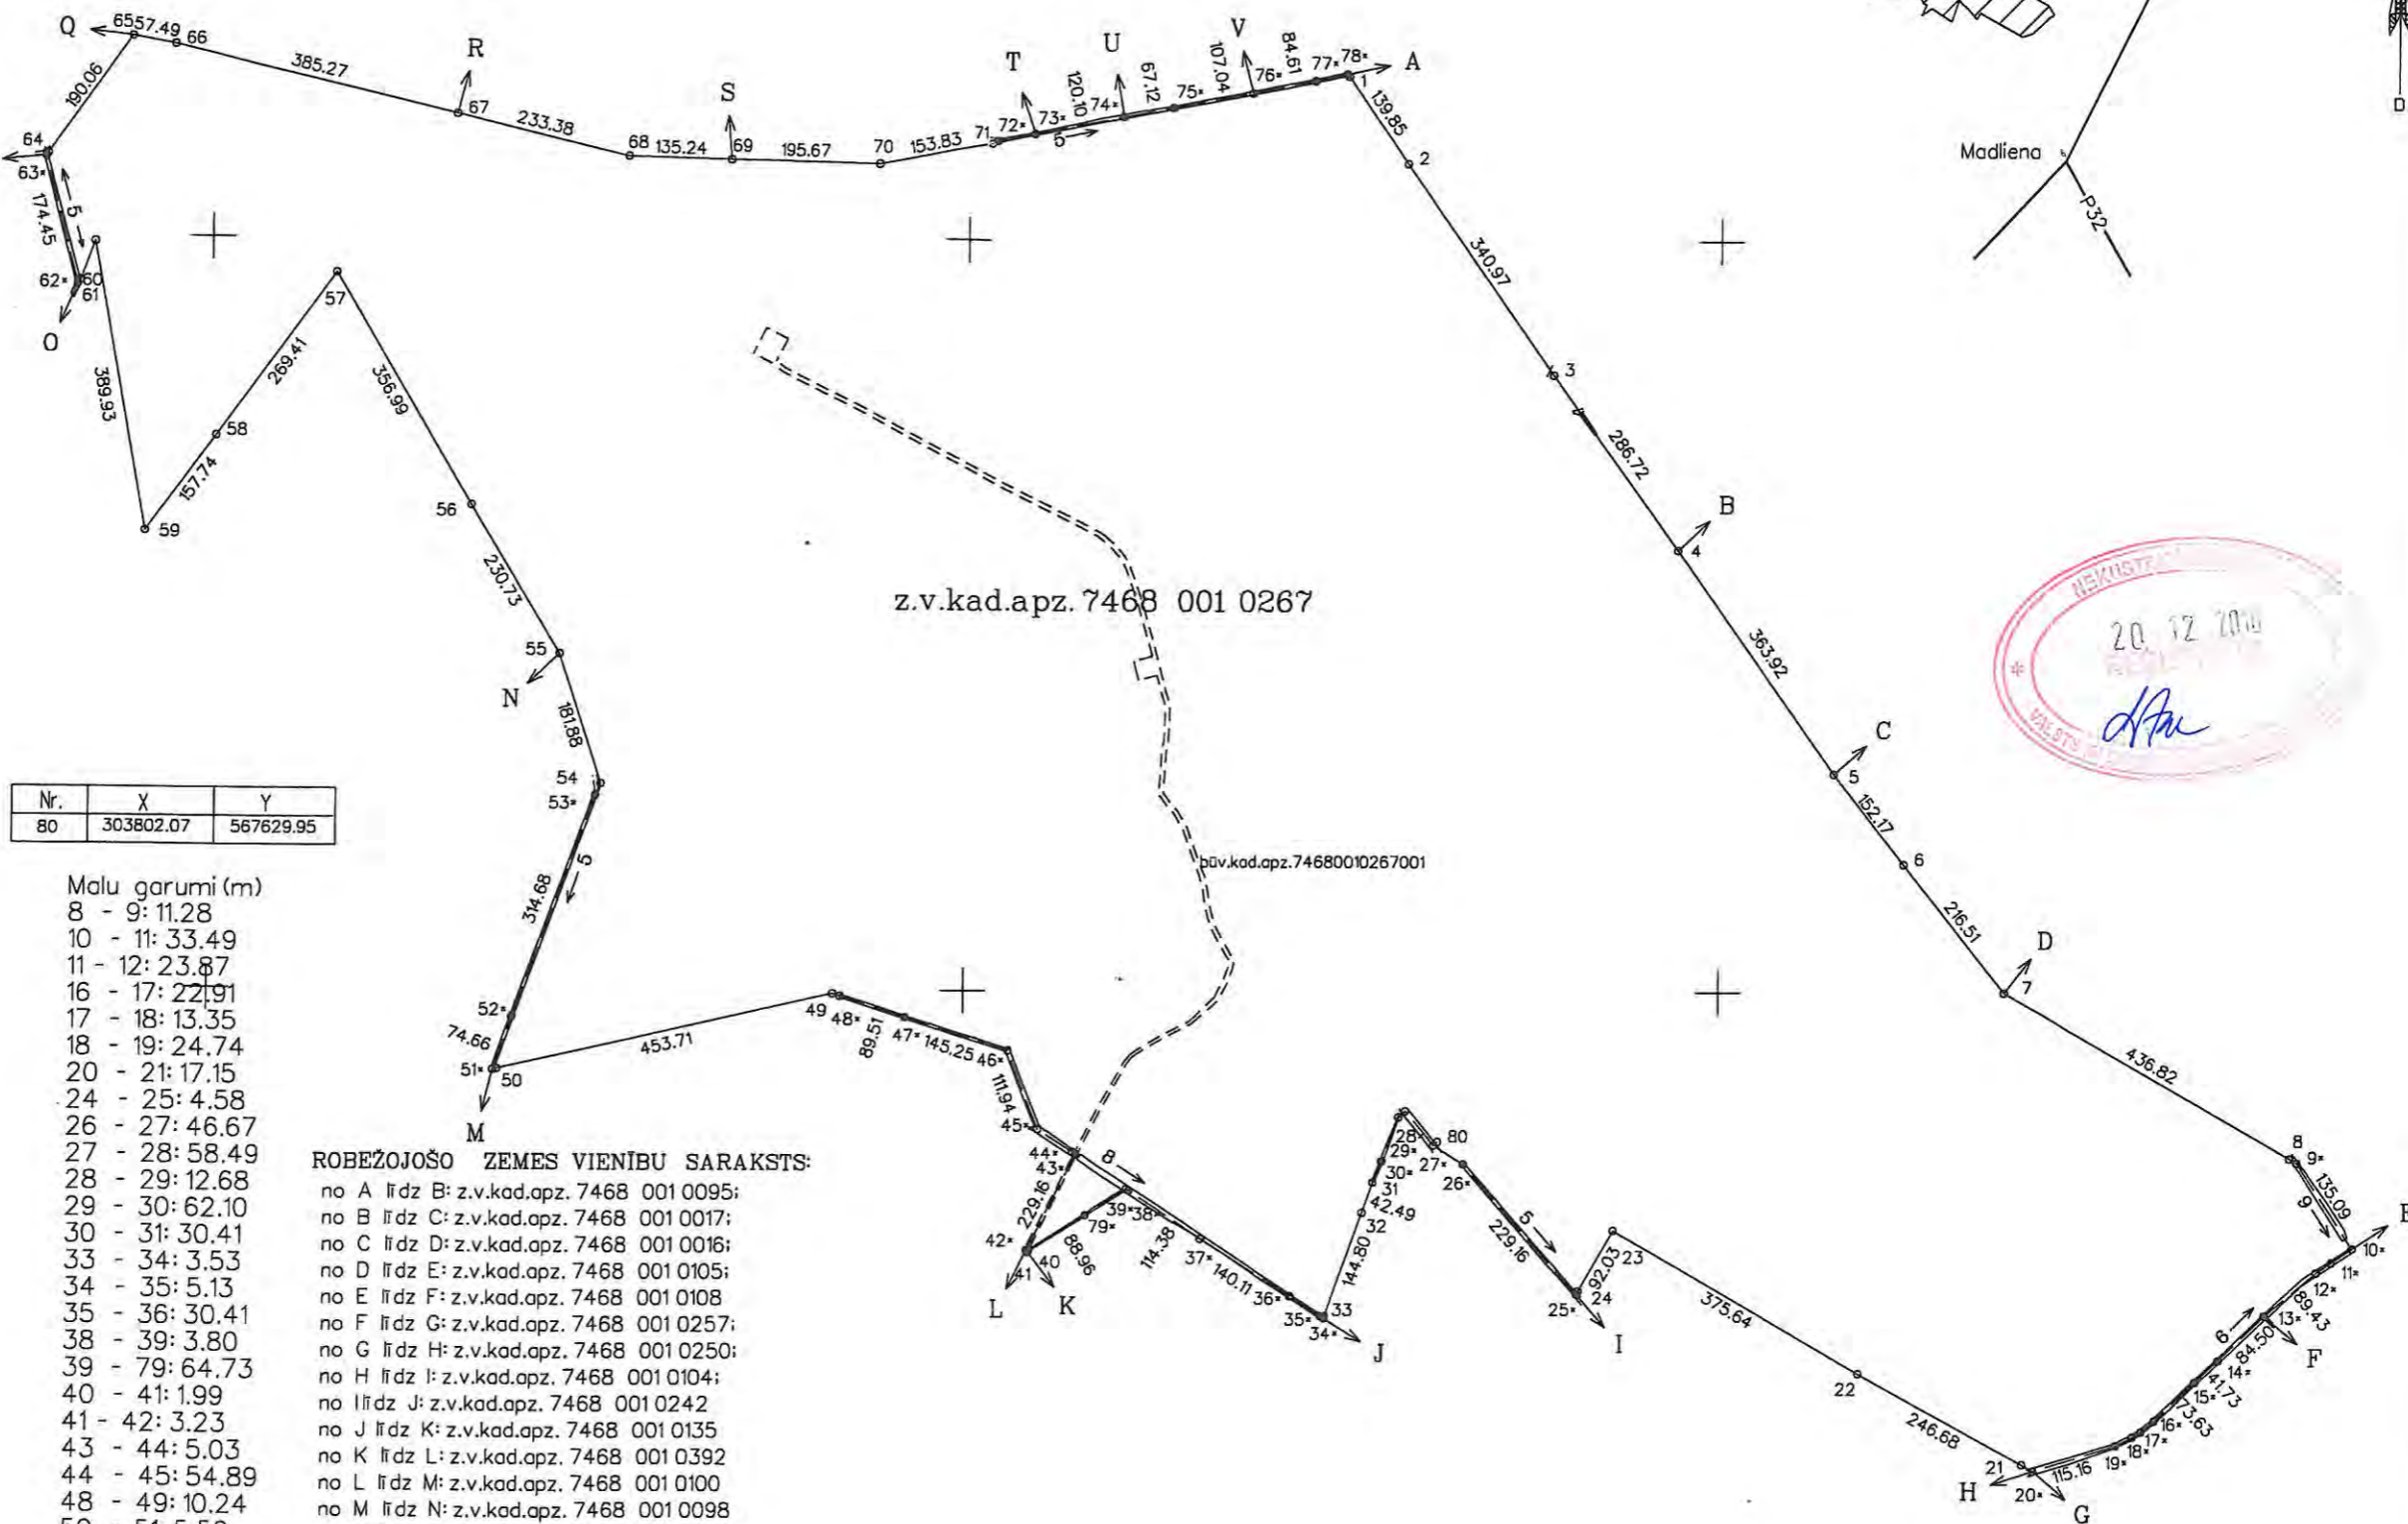 Q
6557.49
66
190.06
385.27
R
67
233.38
68
135.24
S
69
195.67
70
153.83
71
72*
T
73*
120.10
5
U
74*
67.12
75*
V
107.04
76*
84.61
77*
78*
A
1
139.85
2
340.97
3
286.72
B
4
363.92
C
5
152.17
6
216.51
D
7
436.82
8
9*
135.09
9
10*
11*
12*
89.43
13*
F
6
84.50
14*
41.73
15*
73.63
16*
17*
18*
19*
115.16
G
20*
H
21
246.68
22
375.64
23
92.03
24
25*
I
5
229.16
26*
27*
80
28*
29*
30*
31
42.49
32
144.80
33
34*
35*
J
36*
140.11
37*
114.38
38*
39*
79*
88.96
40
K
41
L
42*
229.16
43*
44*
8
45*
111.94
46*
145.25
47*
89.51
48*
49
453.71
50
51*
M
74.66
52*
314.68
5
53*
54
181.88
N
55
230.73
56
356.99
57
269.41
58
157.74
59
389.93
60
61
O
62*
174.45
5
63*
64
Madliena
P32
D
z.v.kad.apz. 7468 001 0267
būv.kad.apz.74680010267001
NEKUSTE
20. 12. 2010
VALSTS
Nr. X Y
80 303802.07 567629.95
Malu garumi (m)
8 - 9: 11.28
10 - 11: 33.49
11 - 12: 23.87
16 - 17: 22.91
17 - 18: 13.35
18 - 19: 24.74
20 - 21: 17.15
24 - 25: 4.58
26 - 27: 46.67
27 - 28: 58.49
28 - 29: 12.68
29 - 30: 62.10
30 - 31: 30.41
33 - 34: 3.53
34 - 35: 5.13
35 - 36: 30.41
38 - 39: 3.80
39 - 79: 64.73
40 - 41: 1.99
41 - 42: 3.23
43 - 44: 5.03
44 - 45: 54.89
48 - 49: 10.24
ROBEŽOJOŠO ZEMES VIENĪBU SARAKSTS:
no A līdz B: z.v.kad.apz. 7468 001 0095;
no B līdz C: z.v.kad.apz. 7468 001 0017;
no C līdz D: z.v.kad.apz. 7468 001 0016;
no D līdz E: z.v.kad.apz. 7468 001 0105;
no E līdz F: z.v.kad.apz. 7468 001 0108
no F līdz G: z.v.kad.apz. 7468 001 0257;
no G līdz H: z.v.kad.apz. 7468 001 0250;
no H līdz I: z.v.kad.apz. 7468 001 0104;
no I līdz J: z.v.kad.apz. 7468 001 0242
no J līdz K: z.v.kad.apz. 7468 001 0135
no K līdz L: z.v.kad.apz. 7468 001 0392
no L līdz M: z.v.kad.apz. 7468 001 0100
no M līdz N: z.v.kad.apz. 7468 001 0098